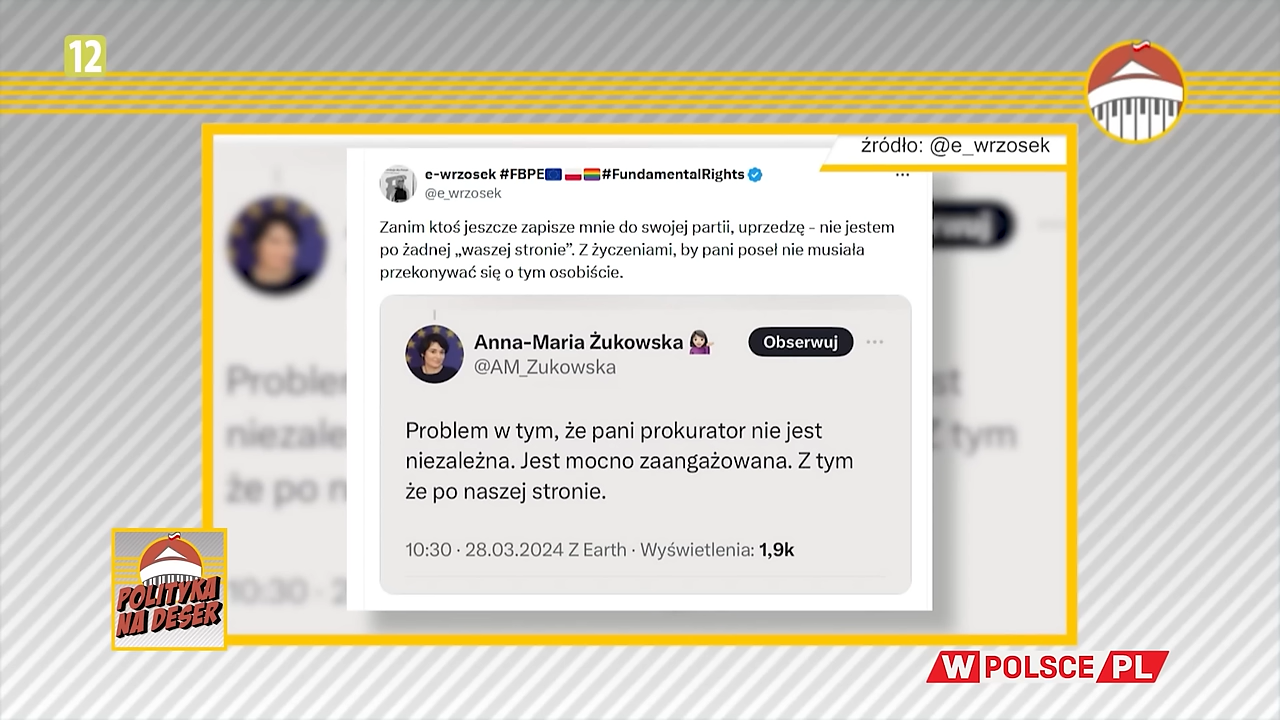 12
źródło: @e_wrzosek
e-wrzosek #FBPE🇪🇺🇵🇱🏳️‍🌈#FundamentalRights
@e_wrzosek
Zanim ktoś jeszcze zapisze mnie do swojej partii, uprzedzę - nie jestem
po żadnej „waszej stronie”. Z życzeniami, by pani poseł nie musiała
przekonywać się o tym osobiście.
Anna-Maria Żukowska 💁🏻‍♀️
Obserwuj
@AM_Zukowska
Problem w tym, że pani prokurator nie jest
niezależna. Jest mocno zaangażowana. Z tym
że po naszej stronie.
10:30 · 28.03.2024 Z Earth · Wyświetlenia: 1,9k
POLITYKA
NA DESER
W POLSCE PL